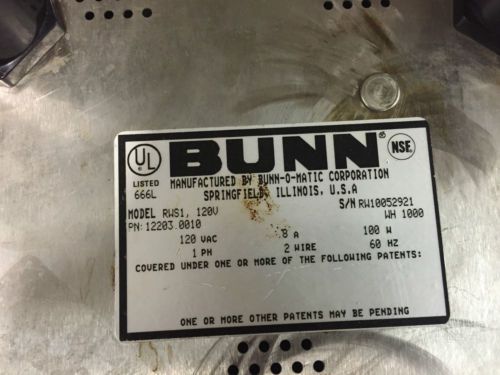 UL
LISTED
666L
BUNN®
NSF.
MANUFACTURED BY BUNN-O-MATIC CORPORATION
SPRINGFIELD, ILLINOIS, U.S.A
S/N RW10052921
MODEL RWS1, 120V
WH 1000
PN: 12203.0010
120 VAC .8 A 100 W
1 PH 2 WIRE 60 HZ
COVERED UNDER ONE OR MORE OF THE FOLLOWING PATENTS:
ONE OR MORE OTHER PATENTS MAY BE PENDING